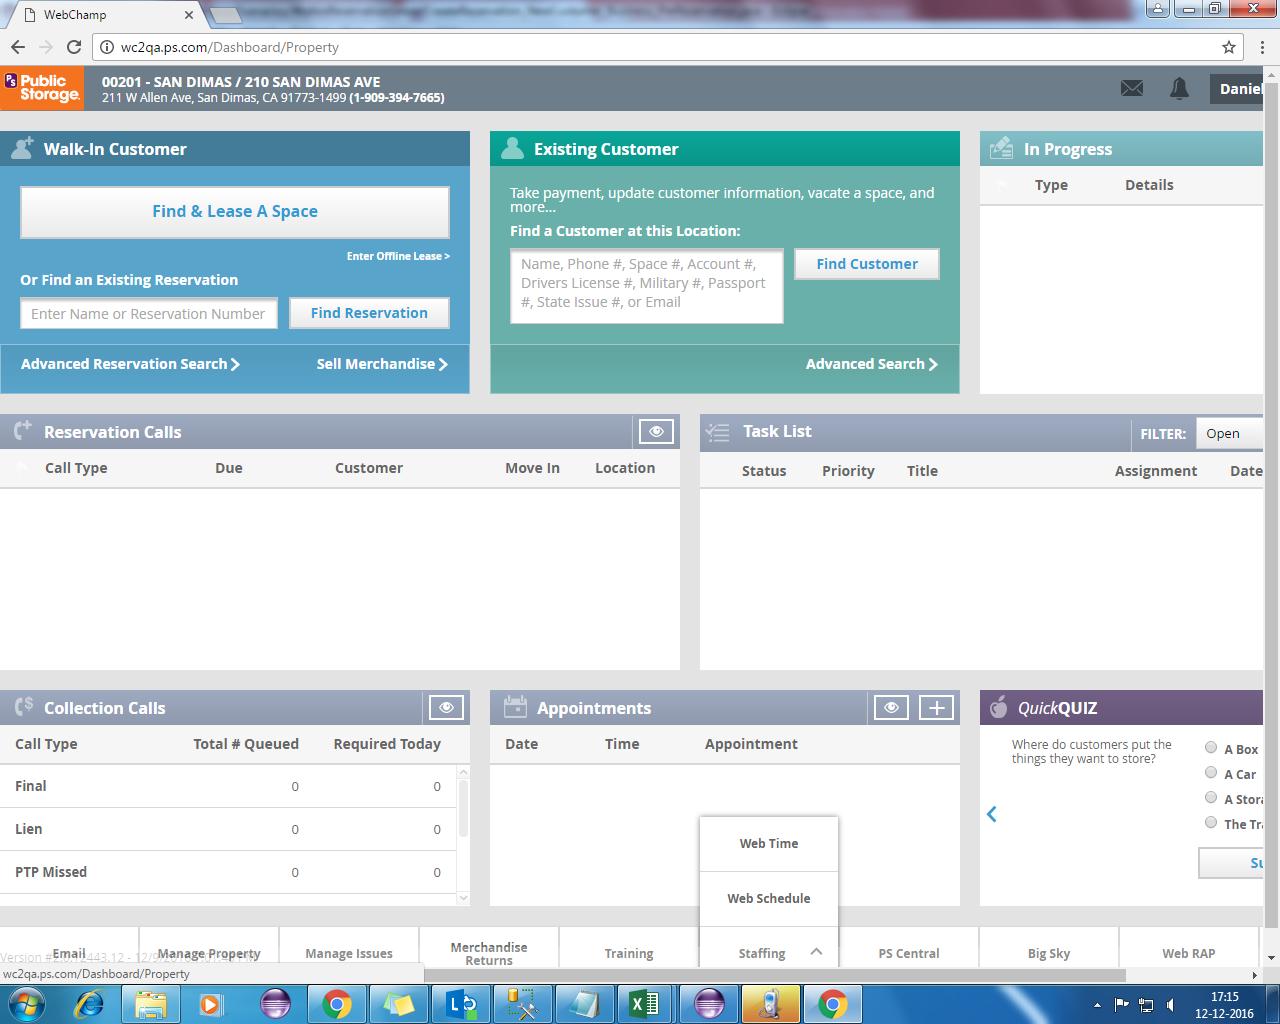 WebChamp
wc2qa.ps.com/Dashboard/Property
PS Public Storage.
00201 - SAN DIMAS / 210 SAN DIMAS AVE
211 W Allen Ave, San Dimas, CA 91773-1499 (1-909-394-7665)
Daniel
Walk-In Customer
Find & Lease A Space
Enter Offline Lease >
Or Find an Existing Reservation
Enter Name or Reservation Number
Find Reservation
Advanced Reservation Search
Sell Merchandise
Existing Customer
Take payment, update customer information, vacate a space, and
more...
Find a Customer at this Location:
Name, Phone #, Space #, Account #,
Drivers License #, Military #, Passport
#, State Issue #, or Email
Find Customer
Advanced Search
In Progress
Type Details
Reservation Calls
Call Type Due Customer Move In Location
Task List
FILTER: Open
Status Priority Title Assignment Date
Collection Calls
Call Type Total # Queued Required Today
Final 0 0
Lien 0 0
PTP Missed 0 0
Appointments
Date Time Appointment
QuickQUIZ
Where do customers put the
things they want to store?
A Box
A Car
A Stora
The Tra
Su
Web Time
Web Schedule
Email
Manage Property
Manage Issues
Merchandise
Returns
Training
Staffing
PS Central
Big Sky
Web RAP
wc2qa.ps.com/Dashboard/Property
17:15
12-12-2016